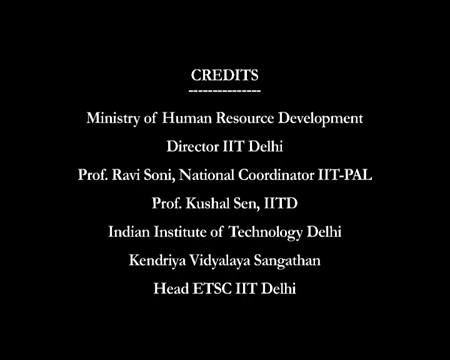 CREDITS
---------------
Ministry of Human Resource Development
Director IIT Delhi
Prof. Ravi Soni, National Coordinator IIT-PAL
Prof. Kushal Sen, IITD
Indian Institute of Technology Delhi
Kendriya Vidyalaya Sangathan
Head ETSC IIT Delhi